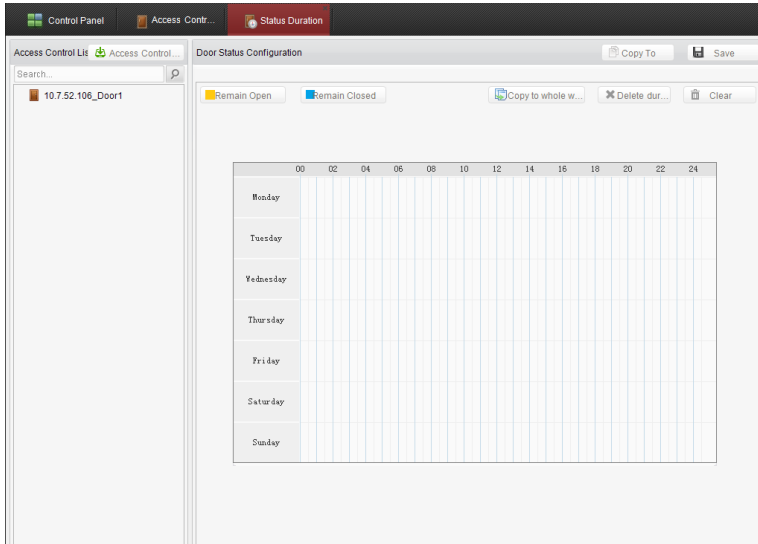 Control Panel Access Contr... Status Duration
Access Control Lis Access Control... Door Status Configuration Copy To Save
Search...
10.7.52.106_Door1 Remain Open Remain Closed Copy to whole w... Delete dur... Clear
00 02 04 06 08 10 12 14 16 18 20 22 24
Monday
Tuesday
Wednesday
Thursday
Friday
Saturday
Sunday